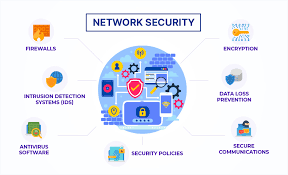 NETWORK SECURITY
FIREWALLS
ENCRYPTION
INTRUSION DETECTION
SYSTEMS (IDS)
DATA LOSS
PREVENTION
ANTIVIRUS
SOFTWARE
SECURITY POLICIES
SECURE
COMMUNICATIONS